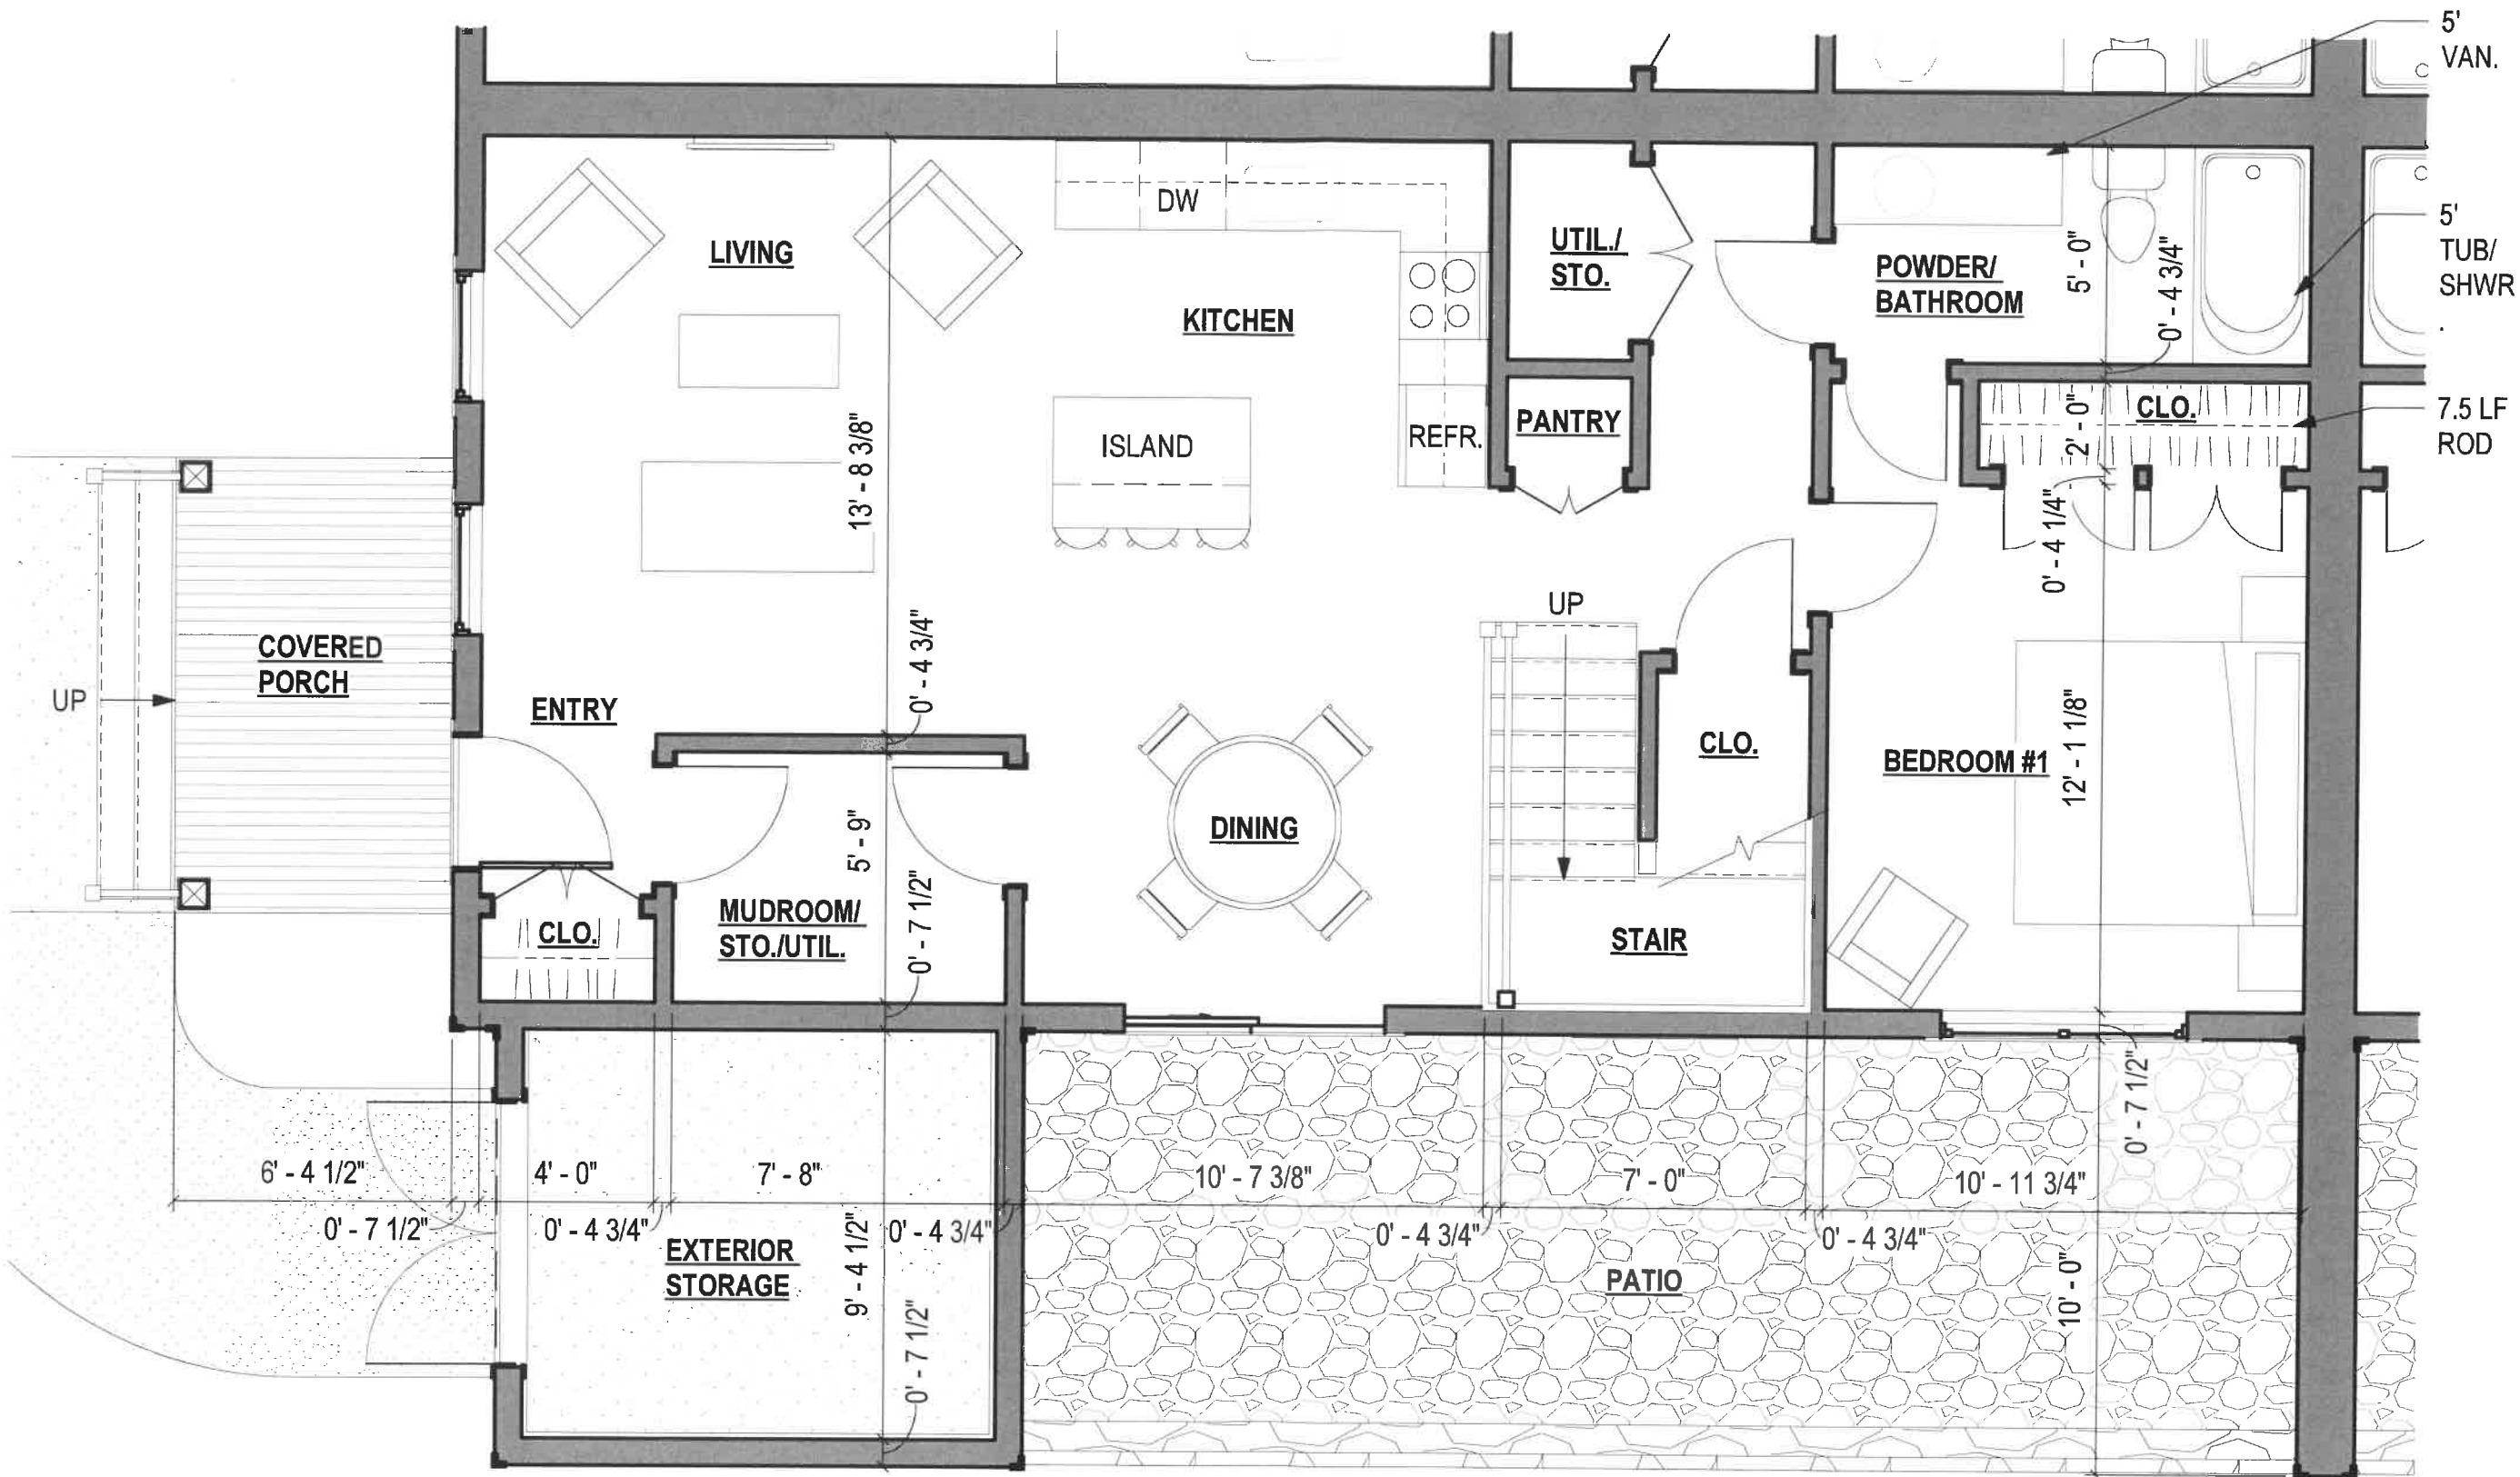 5'
VAN.
DW
LIVING
UTIL./
STO.
5'
TUB/
SHWR
.
POWDER/
BATHROOM
5' - 0"
0' - 4 3/4"
KITCHEN
PANTRY
CLO.
7.5 LF
ROD
2' - 0"
13' - 8 3/8"
ISLAND
REFR.
0' - 4 1/4"
UP
COVERED
PORCH
UP
ENTRY
0' - 4 3/4"
CLO.
BEDROOM #1
12' - 1 1/8"
DINING
5' - 9"
MUDROOM/
STO./UTIL.
CLO.
0' - 7 1/2"
STAIR
0' - 7 1/2"
6' - 4 1/2"
4' - 0"
7' - 8"
10' - 7 3/8"
7' - 0"
10' - 11 3/4"
0' - 7 1/2"
0' - 4 3/4"
0' - 4 3/4"
0' - 4 3/4"
0' - 4 3/4"
EXTERIOR
STORAGE
9' - 4 1/2"
PATIO
10' - 0"
0' - 7 1/2"